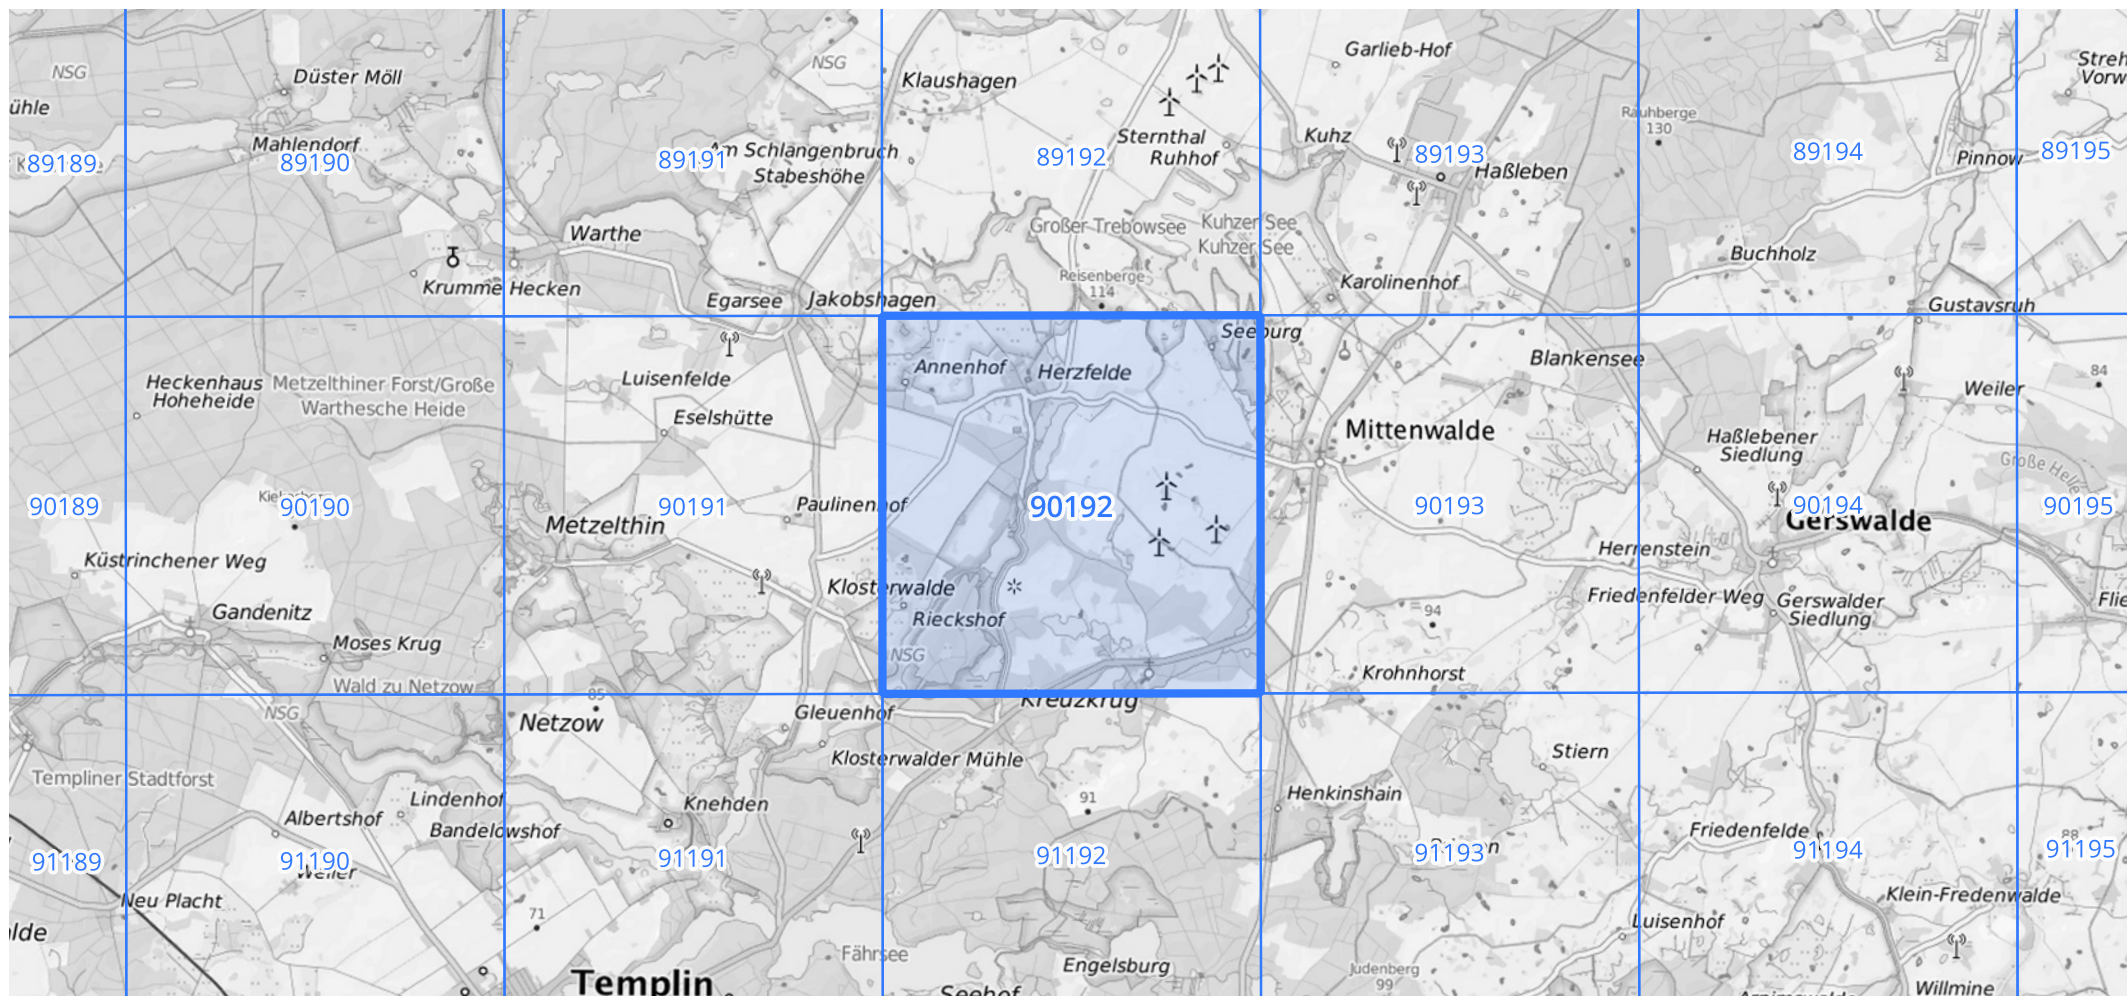 NSG
Düster Möll
NSG
Klaushagen
Garlieb-Hof
Streh
Vorw
ühle
Mahlendorf
89189
89190
89191
Am Schlangenbruch
Stabeshöhe
89192
Sternthal
Ruhhof
Kuhz
89193
Haßleben
Rauhberge
130
89194
Pinnow
89195
Warthe
Großer Trebowsee
Kuhzer See
Kuhzer See
Buchholz
Krumme Hecken
Egarsee
Jakobshagen
Reisenberge
114
Karolinenhof
Gustavsruh
Seeburg
Heckenhaus
Hoheheide
Metzelthiner Forst/Große
Warthesche Heide
Luisenfelde
Eselshütte
Annenhof
Herzfelde
Blankensee
Weiler
84
Mittenwalde
Haßlebener
Siedlung
Große Helle
90189
90190
90191
Paulinenhof
90192
90193
90194
90195
Metzelthin
Gerswalde
Küstrinchener Weg
Klosterwalde
Herrenstein
Friedenfelder Weg
Gerswalder
Siedlung
Flie
Gandenitz
Rieckshof
94
Moses Krug
NSG
Wald zu Netzow
Krohnhorst
85
Kreuzkrug
NSG
Netzow
Gleuenhof
Klosterwalder Mühle
Stiern
Templiner Stadtforst
Lindenhof
Knehden
91
Henkinshain
Albertshof
Bandelowshof
Friedenfelde
88
91189
91190
Weiler
91191
91192
91193
91194
91195
Neu Placht
71
Klein-Fredenwalde
Luisenhof
lde
Fährsee
Engelsburg
Judenberg
99
Templin
Seehof
Willmine